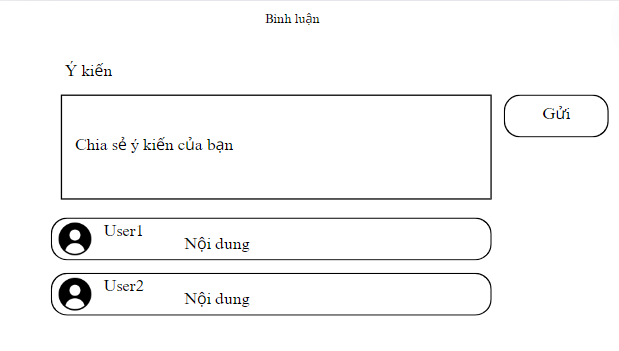 Bình luận
Ý kiến
Gửi
Chia sẻ ý kiến của bạn
User1
Nội dung
User2
Nội dung